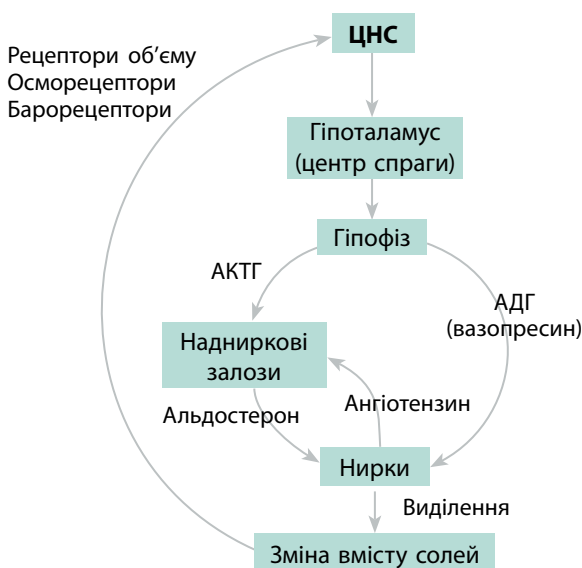 ЦНС
Рецептори об’єму
Осморецептори
Барорецептори
Гіпоталамус
(центр спраги)
Гіпофіз
АКТГ
АДГ
(вазопресин)
Надниркові
залози
Альдостерон
Ангіотензин
Нирки
Виділення
Зміна вмісту солей